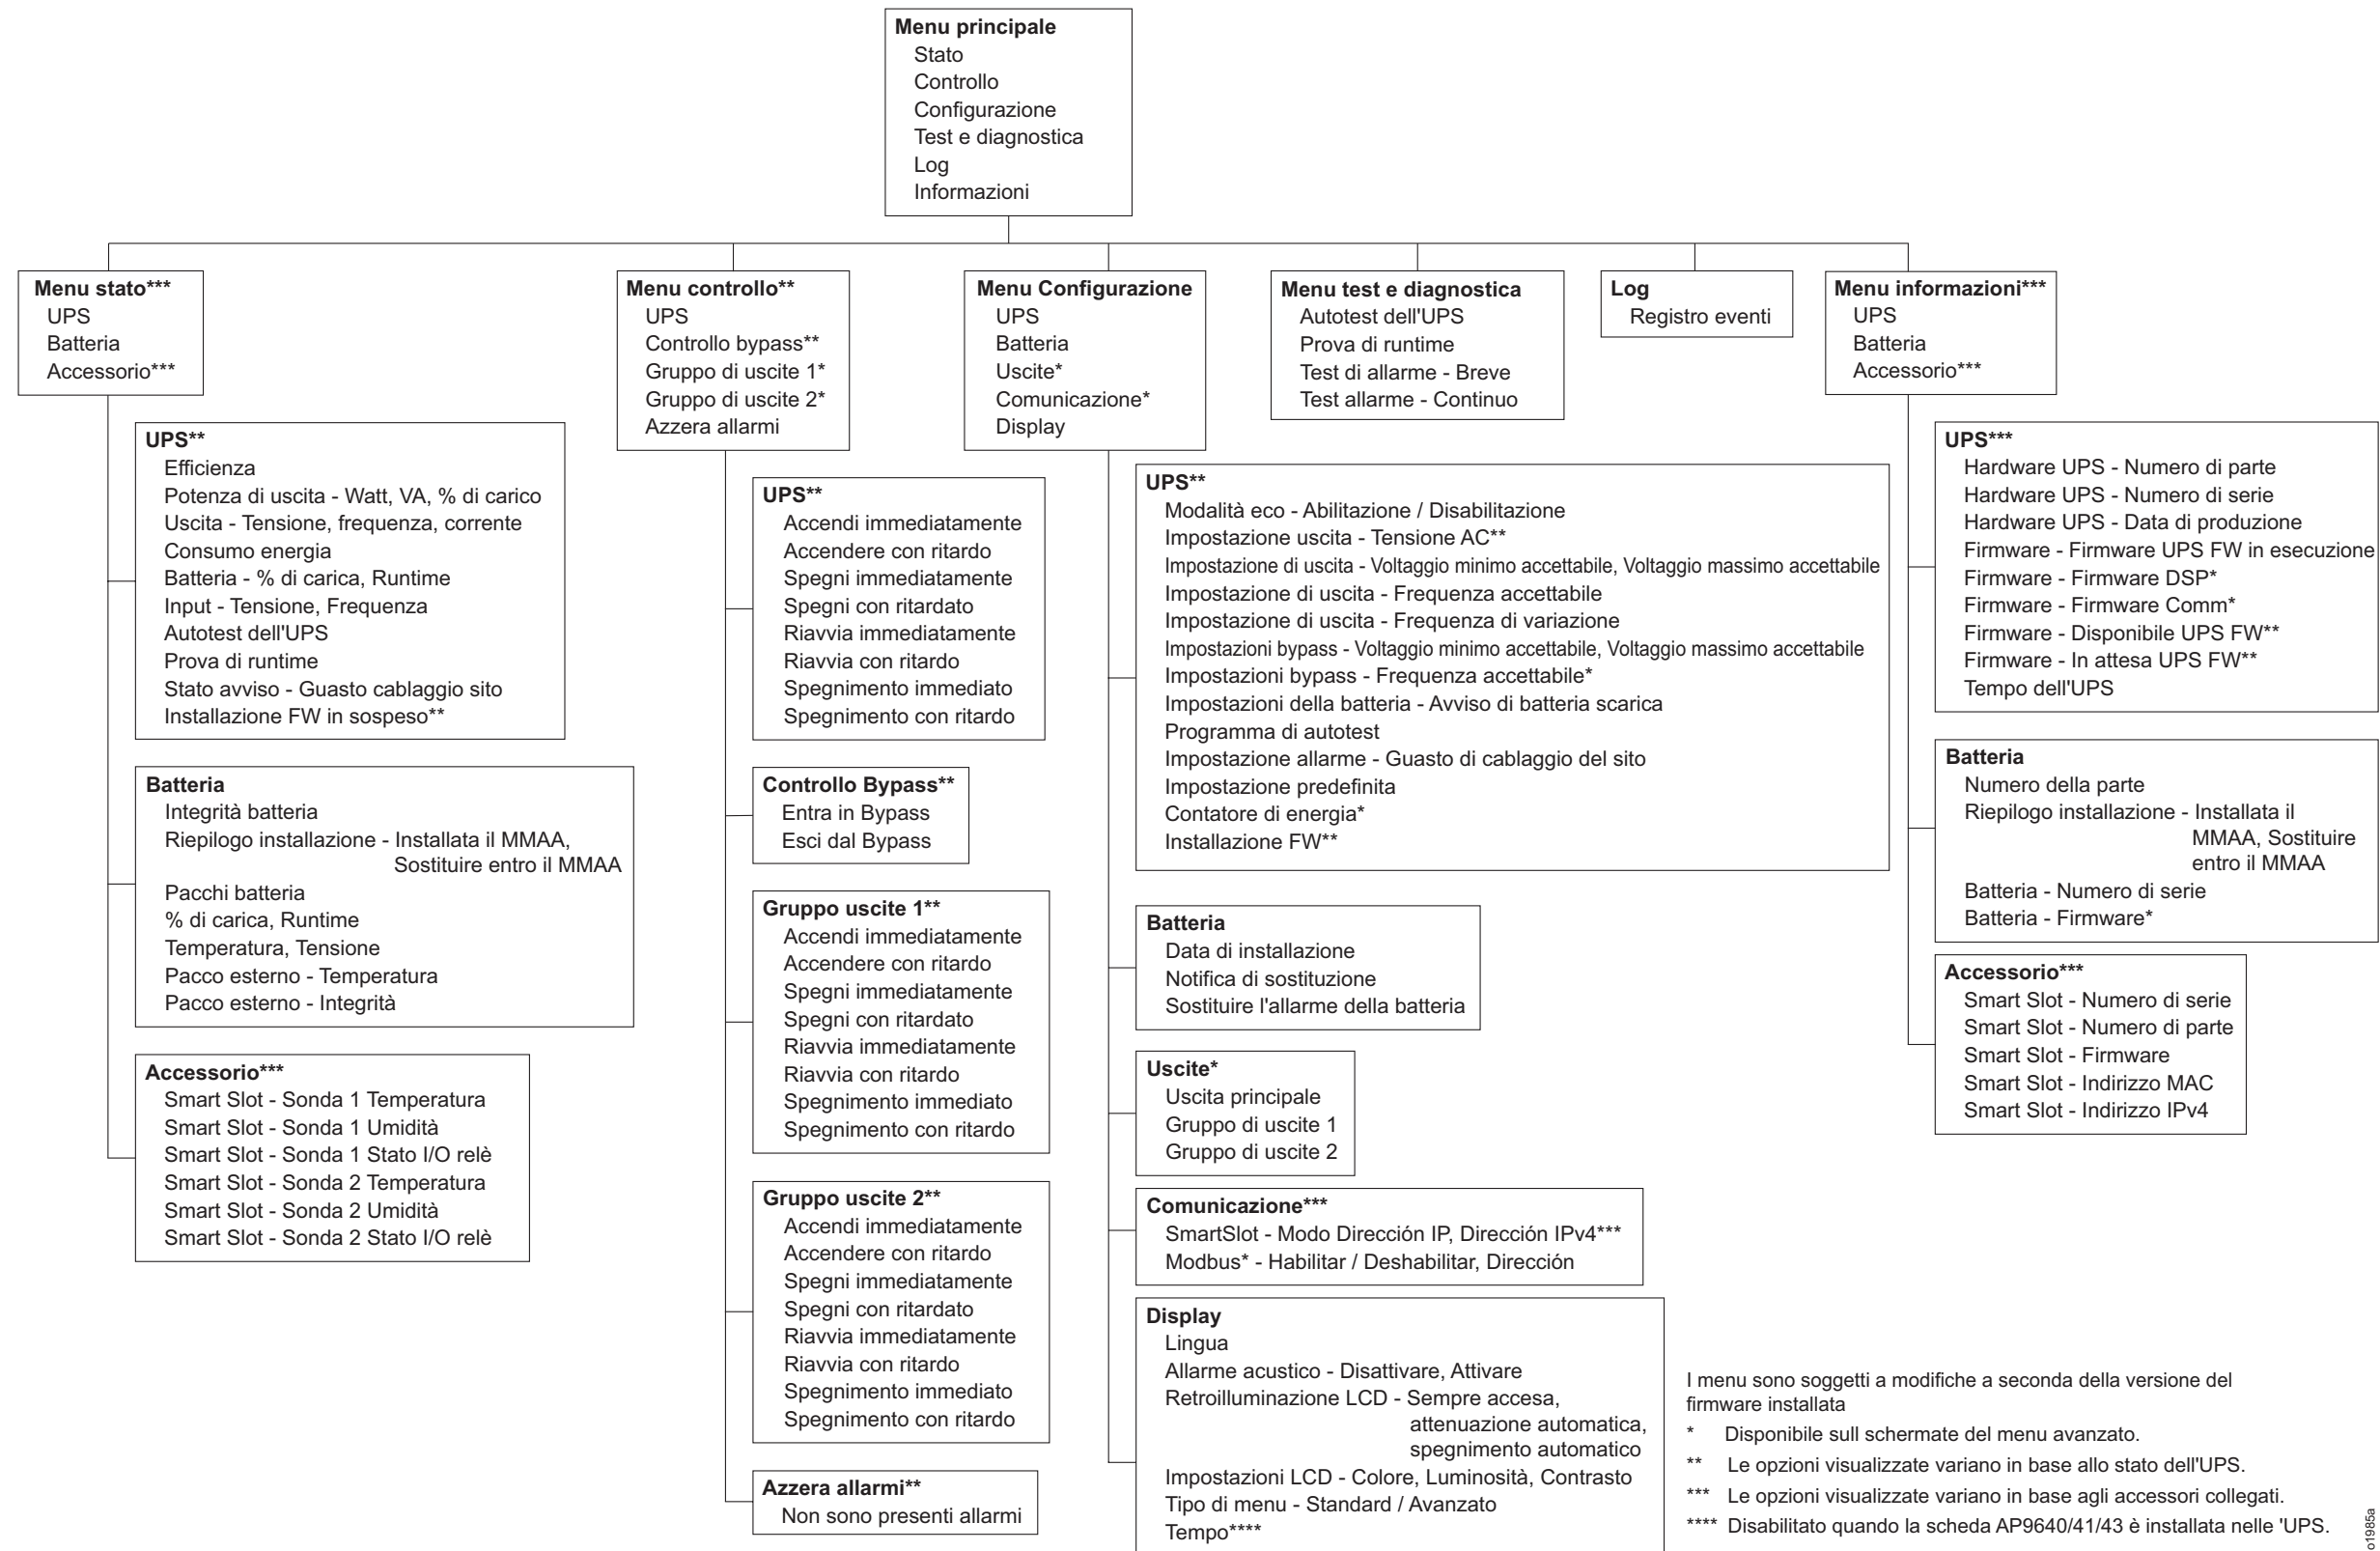 Menu principale
Stato
Controllo
Configurazione
Test e diagnostica
Log
Informazioni
Menu stato***
UPS
Batteria
Accessorio***
UPS**
Efficienza
Potenza di uscita - Watt, VA, % di carico
Uscita - Tensione, frequenza, corrente
Consumo energia
Batteria - % di carica, Runtime
Input - Tensione, Frequenza
Autotest dell'UPS
Prova di runtime
Stato avviso - Guasto cablaggio sito
Installazione FW in sospeso**
Batteria
Integrità batteria
Riepilogo installazione - Installata il MMAA,
Sostituire entro il MMAA
Pacchi batteria
% di carica, Runtime
Temperatura, Tensione
Pacco esterno - Temperatura
Pacco esterno - Integrità
Accessorio***
Smart Slot - Sonda 1 Temperatura
Smart Slot - Sonda 1 Umidità
Smart Slot - Sonda 1 Stato I/O relè
Smart Slot - Sonda 2 Temperatura
Smart Slot - Sonda 2 Umidità
Smart Slot - Sonda 2 Stato I/O relè
Menu controllo**
UPS
Controllo bypass**
Gruppo di uscite 1*
Gruppo di uscite 2*
Azzera allarmi
UPS**
Accendi immediatamente
Accendere con ritardo
Spegni immediatamente
Spegni con ritardato
Riavvia immediatamente
Riavvia con ritardo
Spegnimento immediato
Spegnimento con ritardo
Controllo Bypass**
Entra in Bypass
Esci dal Bypass
Gruppo uscite 1**
Accendi immediatamente
Accendere con ritardo
Spegni immediatamente
Spegni con ritardato
Riavvia immediatamente
Riavvia con ritardo
Spegnimento immediato
Spegnimento con ritardo
Gruppo uscite 2**
Accendi immediatamente
Accendere con ritardo
Spegni immediatamente
Spegni con ritardato
Riavvia immediatamente
Riavvia con ritardo
Spegnimento immediato
Spegnimento con ritardo
Azzera allarmi**
Non sono presenti allarmi
Menu Configurazione
UPS
Batteria
Uscite*
Comunicazione*
Display
UPS**
Modalità eco - Abilitazione / Disabilitazione
Impostazione uscita - Tensione AC**
Impostazione di uscita - Voltaggio minimo accettabile, Voltaggio massimo accettabile
Impostazione di uscita - Frequenza accettabile
Impostazione di uscita - Frequenza di variazione
Impostazioni bypass - Voltaggio minimo accettabile, Voltaggio massimo accettabile
Impostazioni bypass - Frequenza accettabile*
Impostazioni della batteria - Avviso di batteria scarica
Programma di autotest
Impostazione allarme - Guasto di cablaggio del sito
Impostazione predefinita
Contatore di energia*
Installazione FW**
Batteria
Data di installazione
Notifica di sostituzione
Sostituire l'allarme della batteria
Uscite*
Uscita principale
Gruppo di uscite 1
Gruppo di uscite 2
Comunicazione***
SmartSlot - Modo Dirección IP, Dirección IPv4***
Modbus* - Habilitar / Deshabilitar, Dirección
Display
Lingua
Allarme acustico - Disattivare, Attivare
Retroilluminazione LCD - Sempre accesa,
attenuazione automatica,
spegnimento automatico
Impostazioni LCD - Colore, Luminosità, Contrasto
Tipo di menu - Standard / Avanzato
Tempo****
Menu test e diagnostica
Autotest dell'UPS
Prova di runtime
Test di allarme - Breve
Test allarme - Continuo
Log
Registro eventi
Menu informazioni***
UPS
Batteria
Accessorio***
UPS***
Hardware UPS - Numero di parte
Hardware UPS - Numero di serie
Hardware UPS - Data di produzione
Firmware - Firmware UPS FW in esecuzione
Firmware - Firmware DSP*
Firmware - Firmware Comm*
Firmware - Disponibile UPS FW**
Firmware - In attesa UPS FW**
Tempo dell'UPS
Batteria
Numero della parte
Riepilogo installazione - Installata il
MMAA, Sostituire
entro il MMAA
Batteria - Numero di serie
Batteria - Firmware*
Accessorio***
Smart Slot - Numero di serie
Smart Slot - Numero di parte
Smart Slot - Firmware
Smart Slot - Indirizzo MAC
Smart Slot - Indirizzo IPv4
I menu sono soggetti a modifiche a seconda della versione del
firmware installata
* Disponibile sull schermate del menu avanzato.
** Le opzioni visualizzate variano in base allo stato dell'UPS.
*** Le opzioni visualizzate variano in base agli accessori collegati.
**** Disabilitato quando la scheda AP9640/41/43 è installata nelle 'UPS.
o1985a